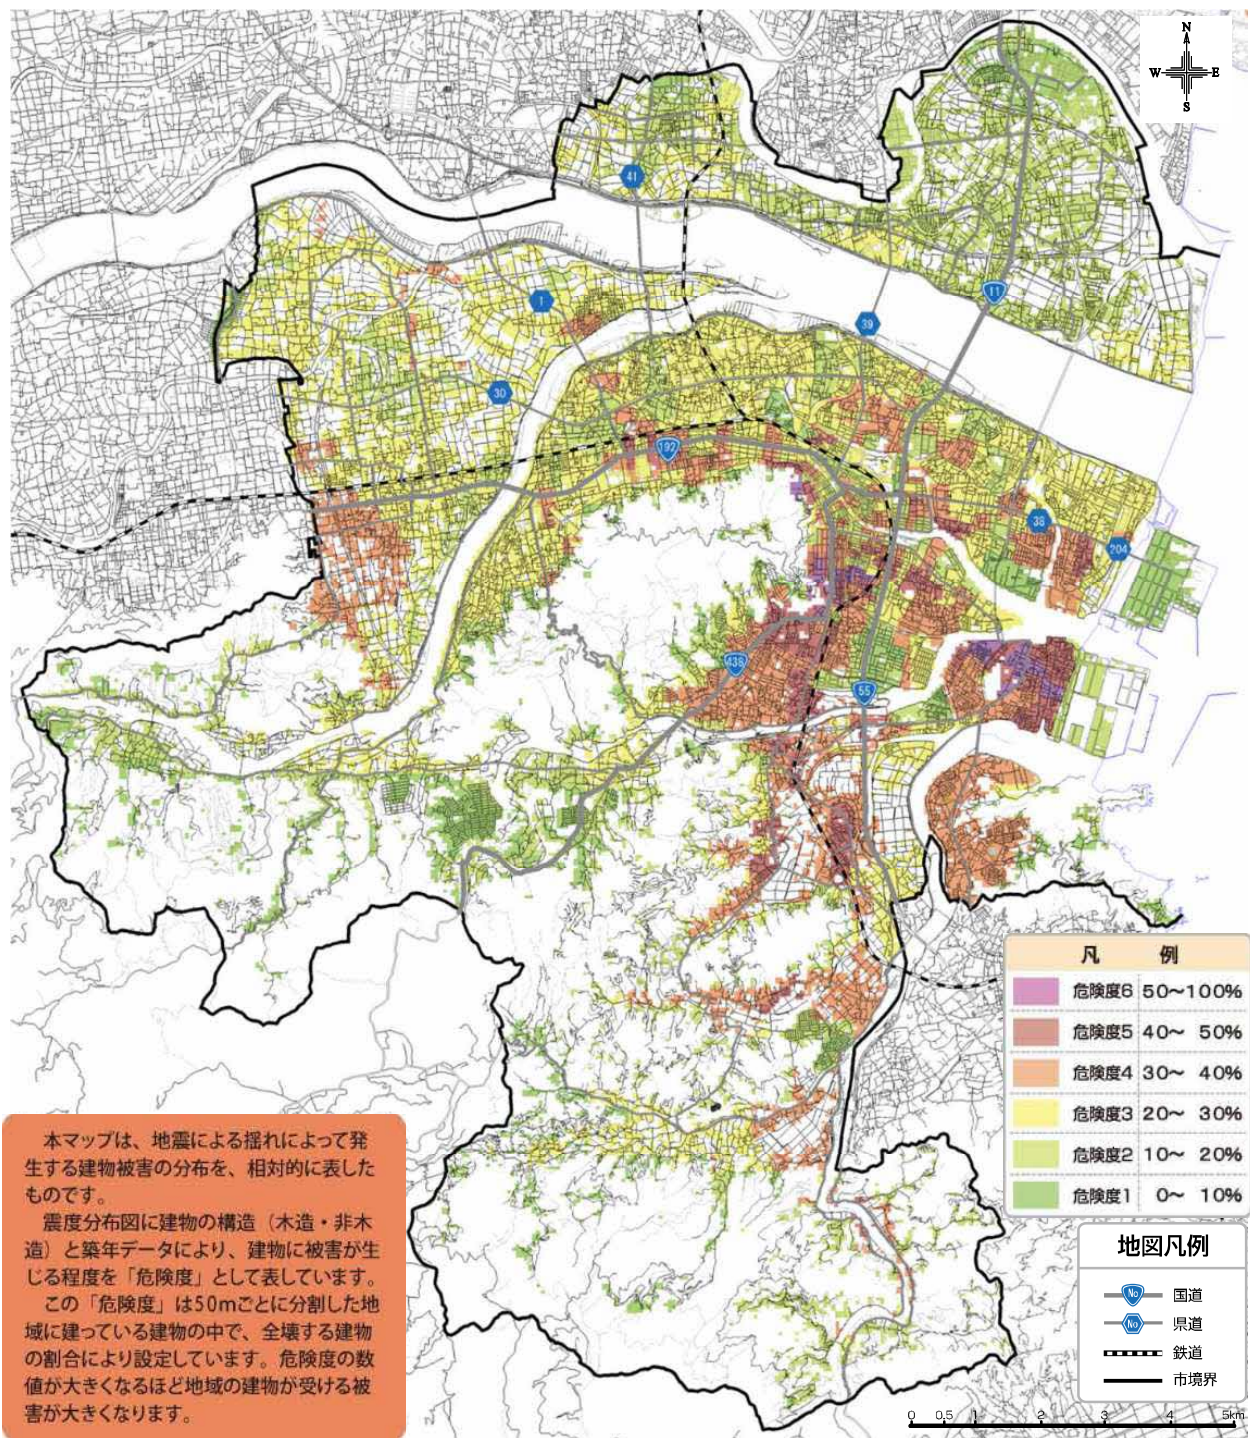 N
W E
S
41
11
1
39
30
192
38
204
438
55
凡 例
危険度6 50～100%
危険度5 40～ 50%
危険度4 30～ 40%
危険度3 20～ 30%
危険度2 10～ 20%
危険度1 0～ 10%
本マップは、地震による揺れによって発
生する建物被害の分布を、相対的に表した
ものです。
震度分布図に建物の構造（木造・非木
造）と築年データにより、建物に被害が生
じる程度を「危険度」として表しています。
この「危険度」は50mごとに分割した地
域に建っている建物の中で、全壊する建物
の割合により設定しています。危険度の数
値が大きくなるほど地域の建物が受ける被
害が大きくなります。
地図凡例
No 国道
No 県道
鉄道
市境界
0 0.5 1 2 3 4 5km